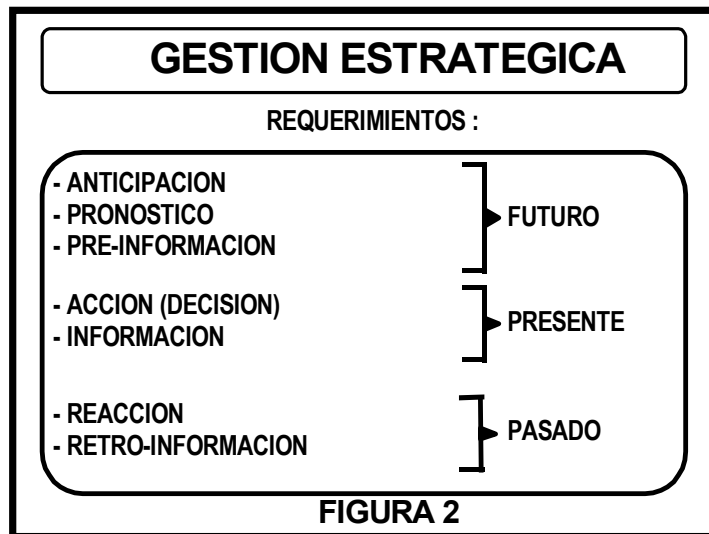 GESTION ESTRATEGICA
REQUERIMIENTOS :
- ANTICIPACION
- PRONOSTICO
- PRE-INFORMACION
FUTURO
- ACCION (DECISION)
- INFORMACION
PRESENTE
- REACCION
- RETRO-INFORMACION
PASADO
FIGURA 2